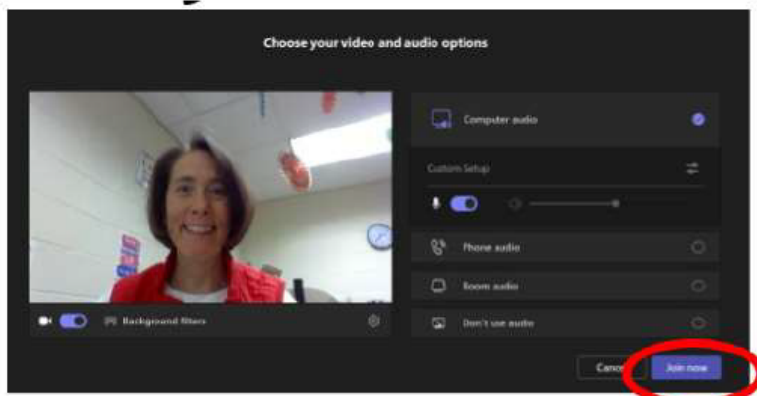 Choose your video and audio options
Computer audio
Custom Setup
Phone audio
Background filters
Room audio
Don't use audio
Join now